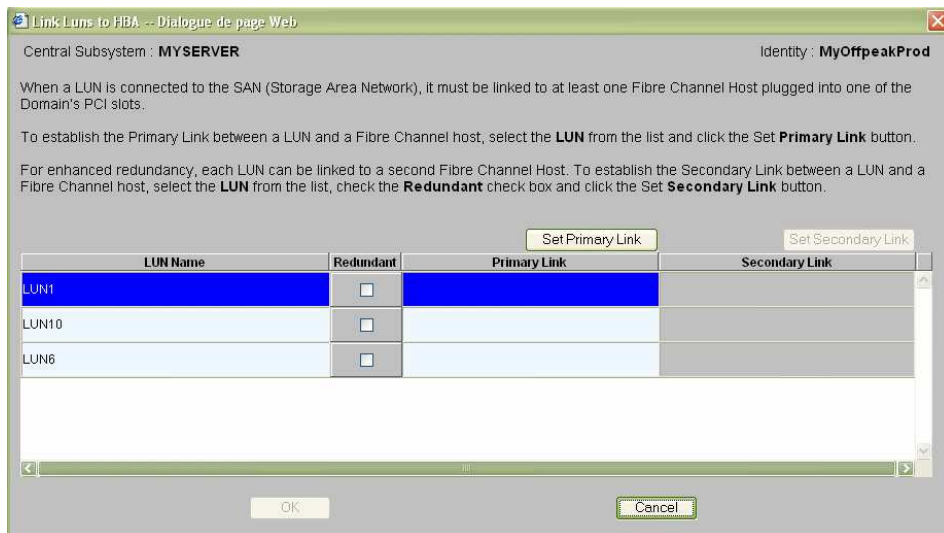 Link Luns to HBA -- Dialogue de page Web
Central Subsystem : MYSERVER
Identity : MyOffpeakProd
When a LUN is connected to the SAN (Storage Area Network), it must be linked to at least one Fibre Channel Host plugged into one of the
Domain's PCI slots.
To establish the Primary Link between a LUN and a Fibre Channel host, select the LUN from the list and click the Set Primary Link button.
For enhanced redundancy, each LUN can be linked to a second Fibre Channel Host. To establish the Secondary Link between a LUN and a
Fibre Channel host, select the LUN from the list, check the Redundant check box and click the Set Secondary Link button.
Set Primary Link
Set Secondary Link
LUN Name Redundant Primary Link Secondary Link
LUN1
LUN10
LUN6
OK
Cancel